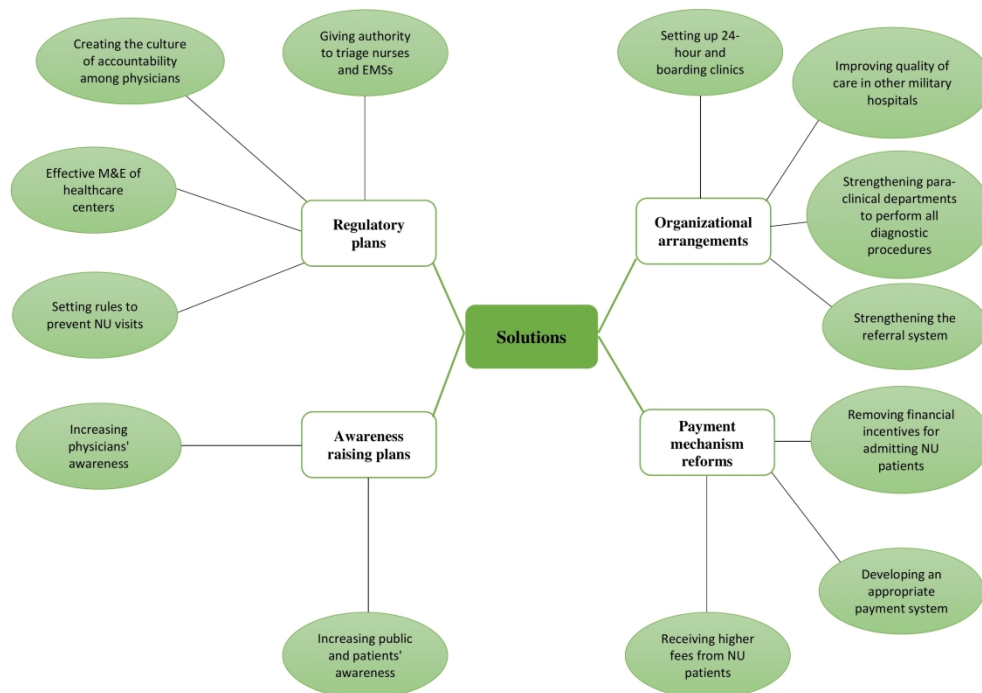 Creating the culture
of accountability
among physicians
Giving authority
to triage nurses
and EMSs
Setting up 24-
hour and
boarding clinics
Improving quality of
care in other military
hospitals
Effective M&E of
healthcare
centers
Regulatory
plans
Organizational
arrangements
Strengthening para-
clinical departments
to perform all
diagnostic
procedures
Setting rules to
prevent NU visits
Solutions
Strengthening the
referral system
Increasing
physicians'
awareness
Awareness
raising plans
Payment
mechanism
reforms
Removing financial
incentives for
admitting NU
patients
Developing an
appropriate
payment system
Increasing public
and patients'
awareness
Receiving higher
fees from NU
patients